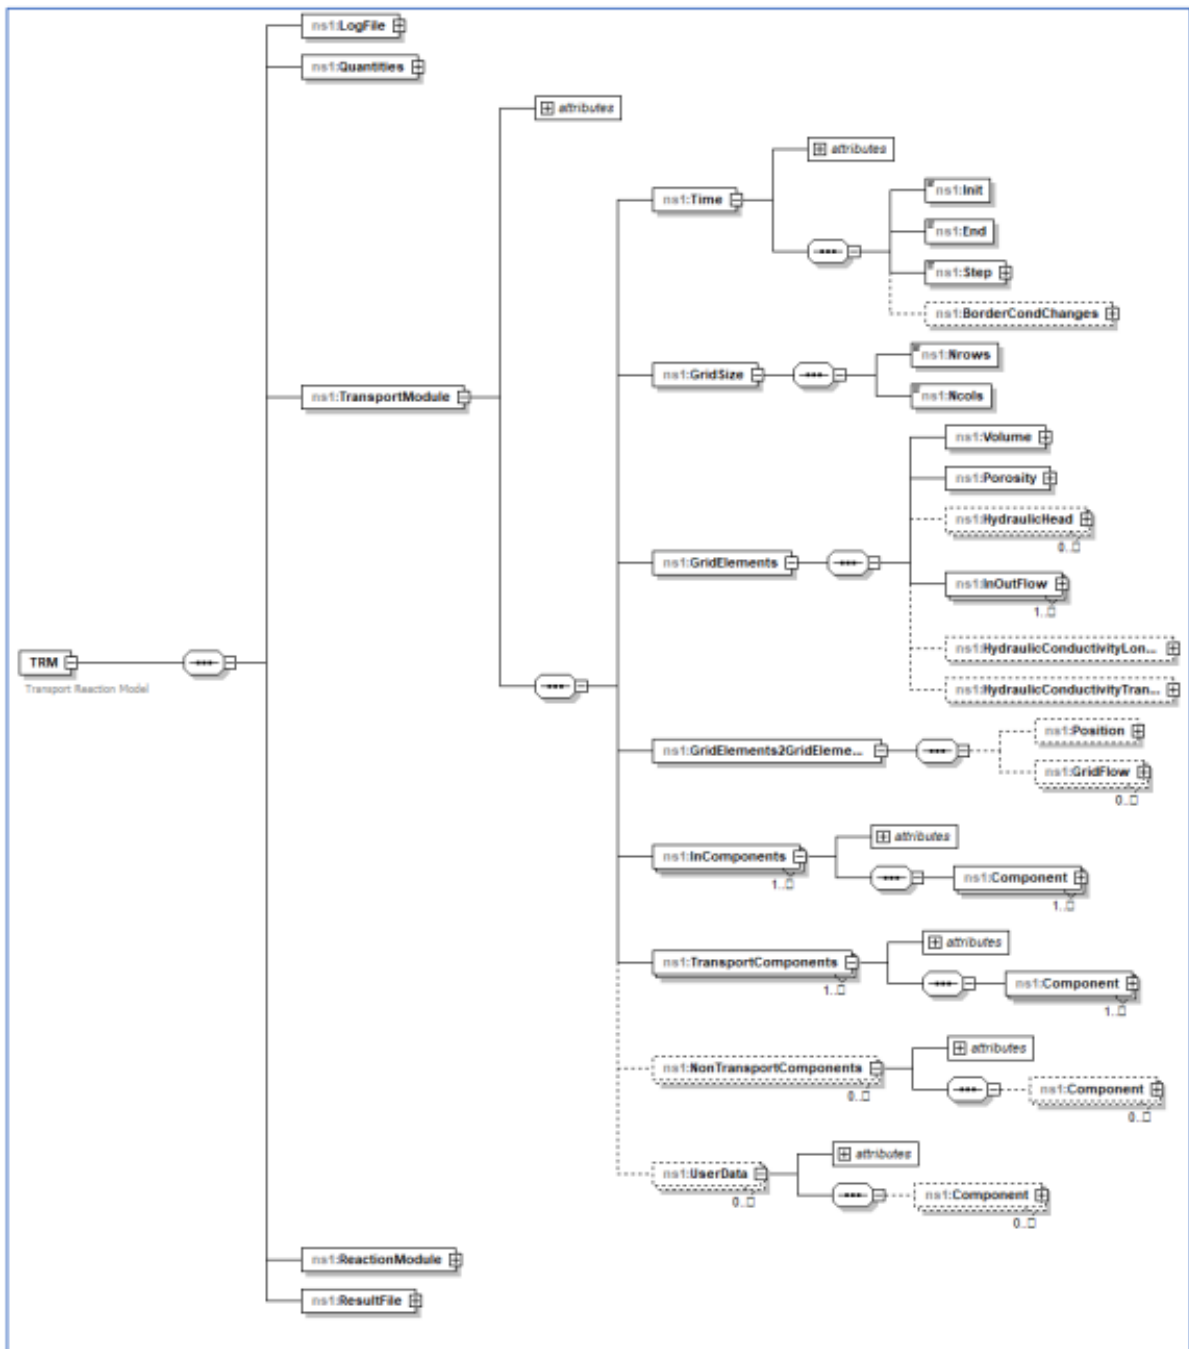 ns1:LogFile
ns1:Quantities
attributes
attributes
ns1:Time
ns1:Init
ns1:End
ns1:Step
ns1:BorderCondChanges
ns1:GridSize
ns1:Nrows
ns1:Ncols
ns1:TransportModule
ns1:Volume
ns1:Porosity
ns1:HydraulicHead
0..□
ns1:GridElements
ns1:InOutFlow
1..□
ns1:HydraulicConductivityLon...
ns1:HydraulicConductivityTran...
TRM
Transport Reaction Model
ns1:GridElements2GridEleme...
ns1:Position
ns1:GridFlow
0..□
attributes
ns1:InComponents
1..□
ns1:Component
1..□
attributes
ns1:TransportComponents
1..□
ns1:Component
1..□
attributes
ns1:NonTransportComponents
0..□
ns1:Component
0..□
attributes
ns1:UserData
0..□
ns1:Component
0..□
ns1:ReactionModule
ns1:ResultFile